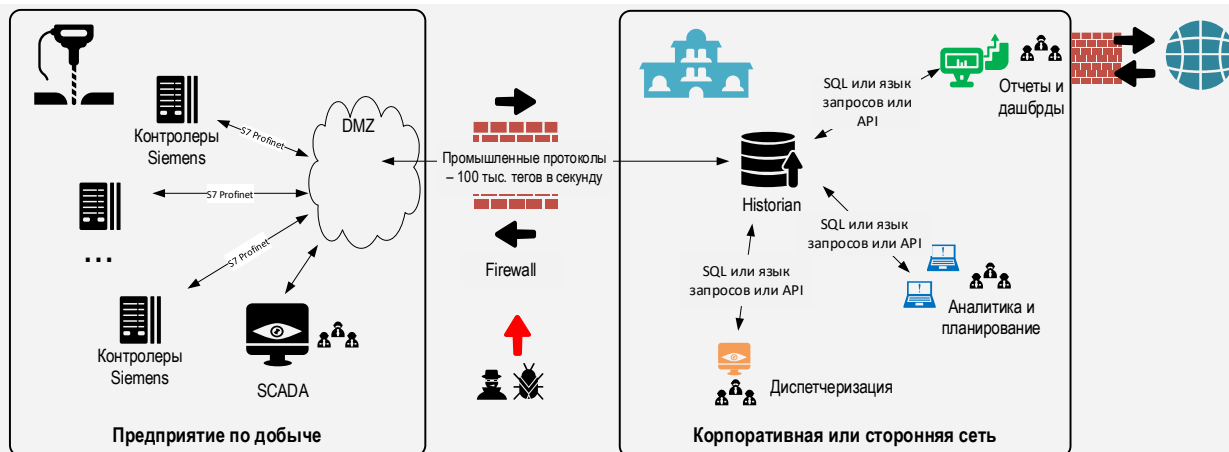 Контролеры
Siemens
S7 Profinet
DMZ
S7 Profinet
...
S7 Profinet
Контролеры
Siemens
SCADA
Предприятие по добыче
Промышленные протоколы
– 100 тыс. тегов в секунду
Firewall
SQL или язык
запросов или
API
Отчеты и
дашбрды
Historian
SQL или язык
запросов или API
SQL или язык
запросов или API
Аналитика и
планирование
Диспетчеризация
Корпоративная или сторонняя сеть